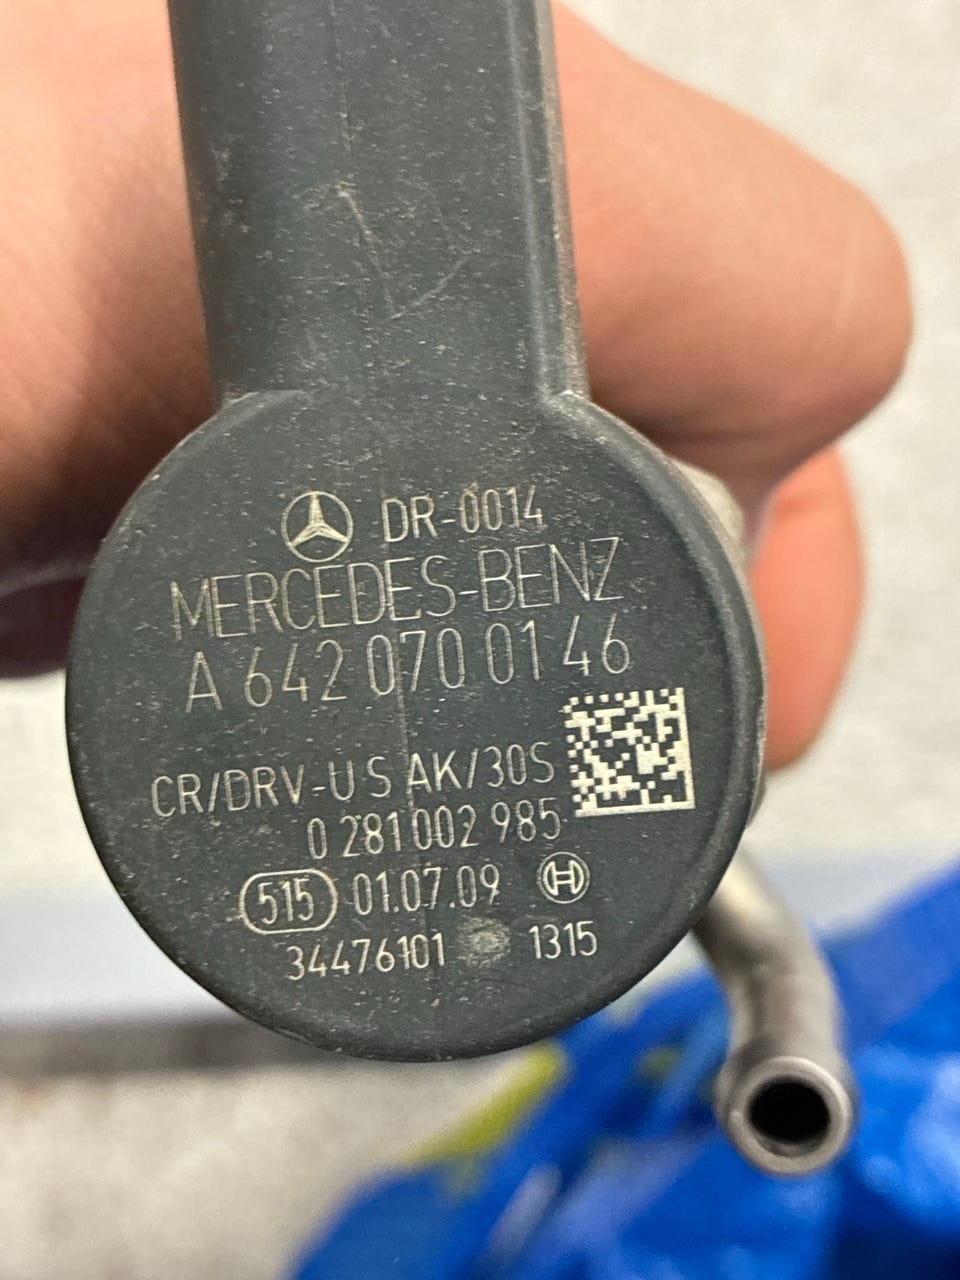 DR-0014
MERCEDES-BENZ
A 642 070 01 46
CR/DRV-U S AK/30S
0 281 002 985
515 01.07.09 H
34476101 1315